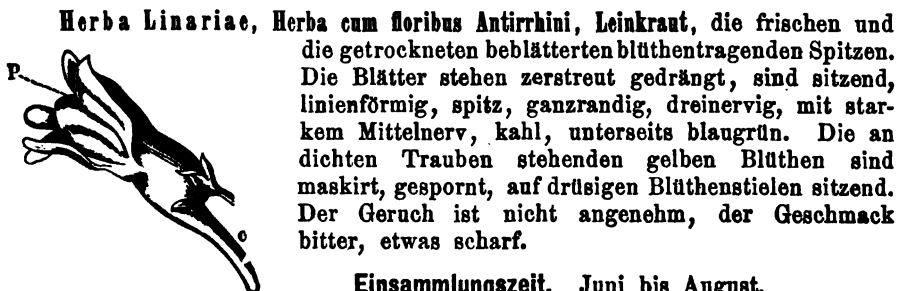 Herba Linariae, Herba cum floribus Antirrhini, Leinkraut, die frischen und
die getrockneten beblätterten blüthentragenden Spitzen.
Die Blätter stehen zerstreut gedrängt, sind sitzend,
P.
linienförmig, spitz, ganzrandig, dreinervig, mit star-
kem Mittelnerv, kahl, unterseits blaugrün. Die an
dichten Trauben stehenden gelben Blüthen sind
maskirt, gespornt, auf drüsigen Blüthenstielen sitzend.
Der Geruch ist nicht angenehm, der Geschmack
c
bitter, etwas scharf.
Einsammlungszeit. Juni bis August.